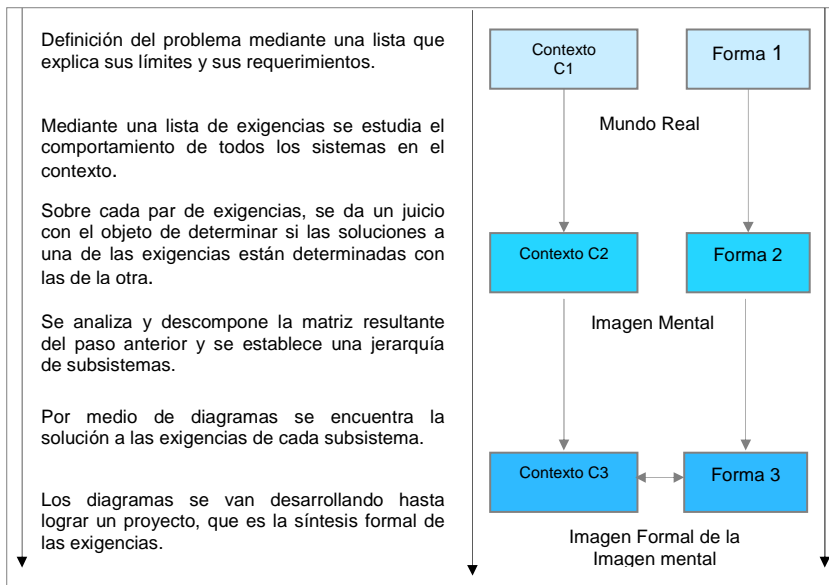 Definición del problema mediante una lista que
explica sus límites y sus requerimientos.
Mediante una lista de exigencias se estudia el
comportamiento de todos los sistemas en el
contexto.
Sobre cada par de exigencias, se da un juicio
con el objeto de determinar si las soluciones a
una de las exigencias están determinadas con
las de la otra.
Se analiza y descompone la matriz resultante
del paso anterior y se establece una jerarquía
de subsistemas.
Por medio de diagramas se encuentra la
solución a las exigencias de cada subsistema.
Los diagramas se van desarrollando hasta
lograr un proyecto, que es la síntesis formal de
las exigencias.
Contexto
C1
Forma 1
Mundo Real
Contexto C2
Forma 2
Imagen Mental
Contexto C3
Forma 3
Imagen Formal de la
Imagen mental